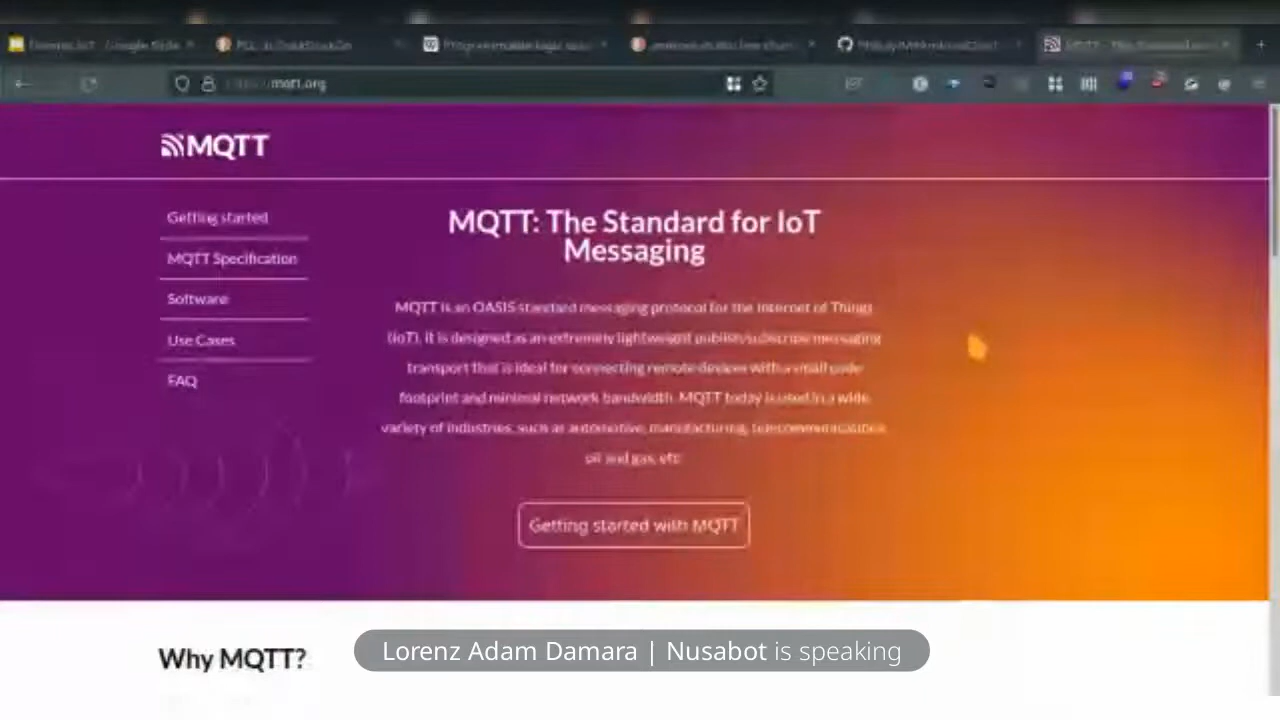 mqtt.org
MQTT
Getting started
MQTT Specification
Software
Use Cases
FAQ
MQTT: The Standard for IoT
Messaging
MQTT is an OASIS standard messaging protocol for the Internet of Things
(IoT). It is designed as an extremely lightweight publish/subscribe messaging
transport that is ideal for connecting remote devices with a small code
footprint and minimal network bandwidth. MQTT today is used in a wide
variety of industries, such as automotive, manufacturing, telecommunications,
oil and gas, etc.
Getting started with MQTT
Why MQTT?
Lorenz Adam Damara | Nusabot is speaking